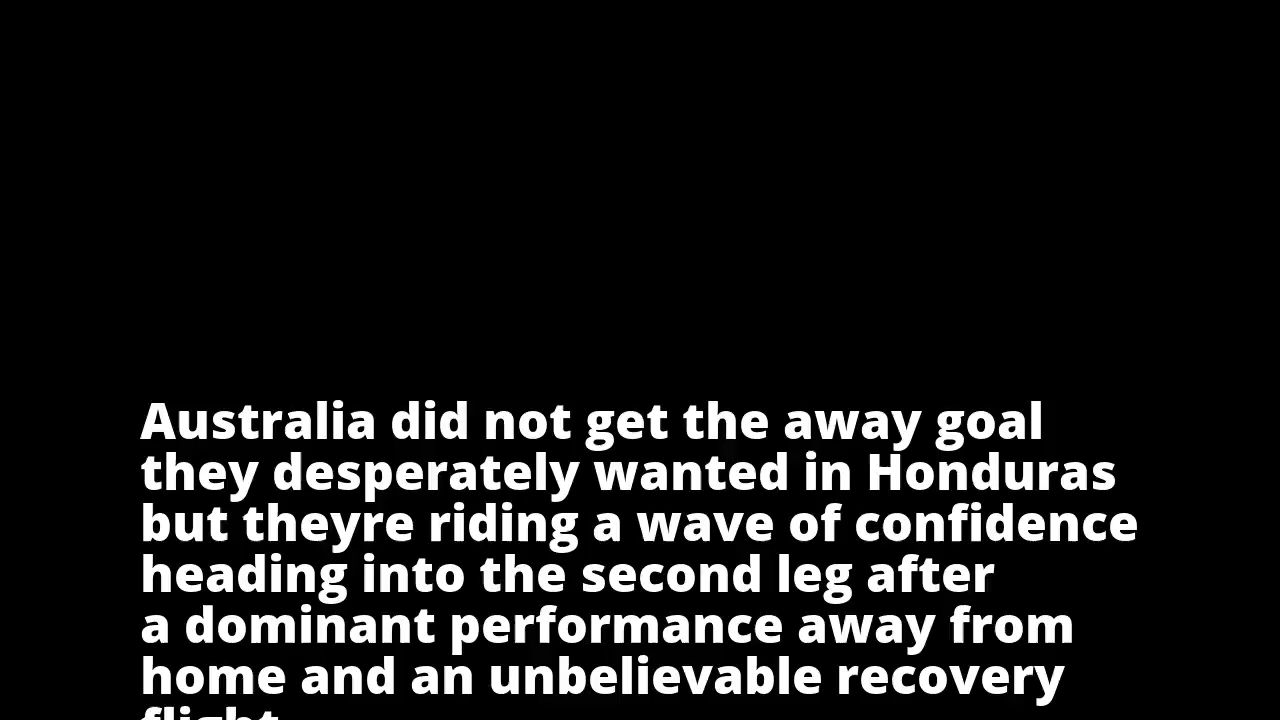 Australia did not get the away goal
they desperately wanted in Honduras
but theyre riding a wave of confidence
heading into the second leg after
a dominant performance away from
home and an unbelievable recovery
flight